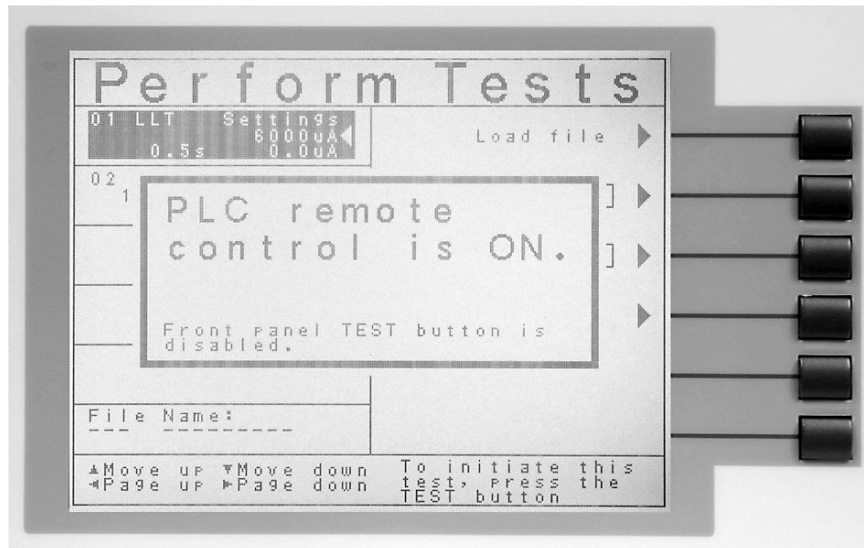 Perform Tests
01 LLT Settings
6000uA
0.5s 0.0uA
Load file
02
1
]
]
PLC remote
control is ON.
Front panel TEST button is
disabled.
File Name:
▲Move up ▼Move down
◄Page up ►Page down
To initiate this
test, press the
TEST button